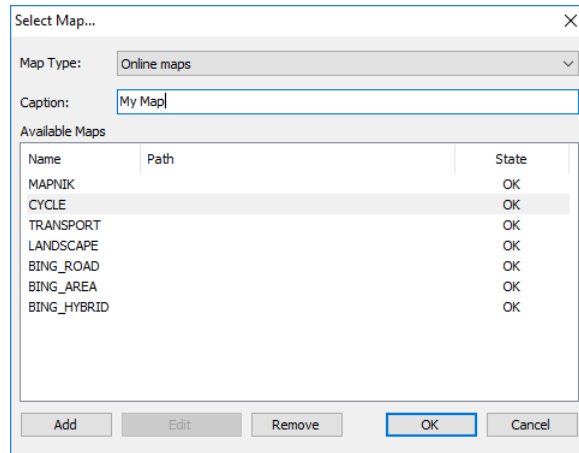 Select Map...
Map Type: Online maps
Caption: My Map
Available Maps
Name Path State
MAPNIK OK
CYCLE OK
TRANSPORT OK
LANDSCAPE OK
BING_ROAD OK
BING_AREA OK
BING_HYBRID OK
Add Edit Remove OK Cancel